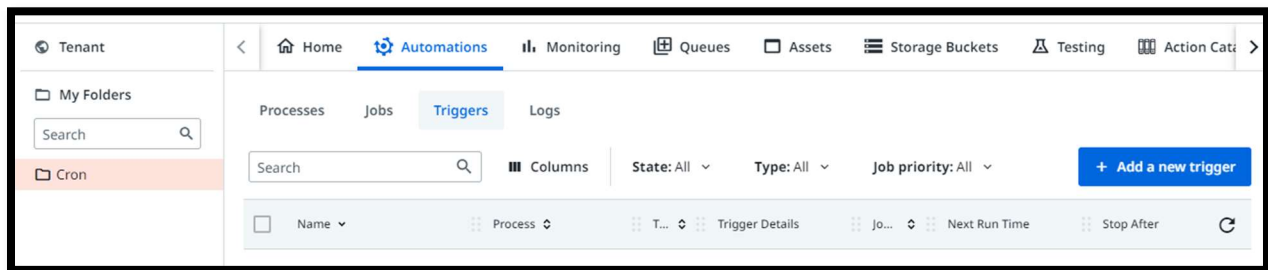 Tenant
Home Automations Monitoring Queues Assets Storage Buckets Testing Action Cata
My Folders
Search
Cron
Processes Jobs Triggers Logs
Search Columns State: All Type: All Job priority: All + Add a new trigger
Name Process T... Trigger Details Jo... Next Run Time Stop After